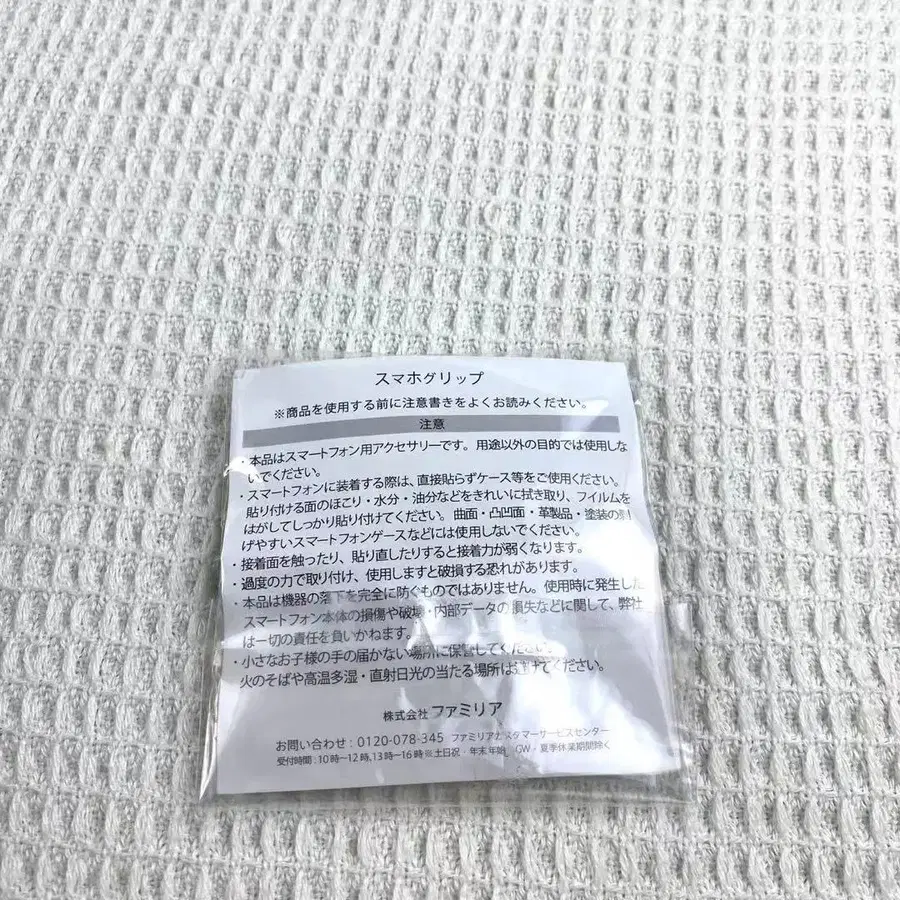 スマホグリップ
※商品を使用する前に注意書きをよくお読みください。
注意
・本品はスマートフォン用アクセサリーです。用途以外の目的では使用しな
いでください。
・スマートフォンに装着する際は、直接貼らずケース等をご使用ください。
貼り付ける面のほこり・水分・油分などをきれいに拭き取り、フイルムを
はがしてしっかり貼り付けてください。曲面・凸凹面・革製品・塗装の剥
げやすいスマートフォンゲースなどには使用しないでください。
・接着面を触ったり、貼り直したりすると接着力が弱くなります。
・過度の力で取り付け、使用しますと破損する恐れがあります。
・本品は機器の落下を完全に防ぐものではありません。使用時に発生した
スマートフォン本体の損傷や破壊・内部データの損失などに関して、弊社
は一切の責任を負いかねます。
・小さなお子様の手の届かない場所に保管してください。
火のそばや高温多湿・直射日光の当たる場所は避けてください。
株式会社ファミリア
お問い合わせ：0120-078-345 ファミリアカスタマーサービスセンター
受付時間：10時～12時,13時～16時※土日祝・年末年始、GW・夏季休業期間除く